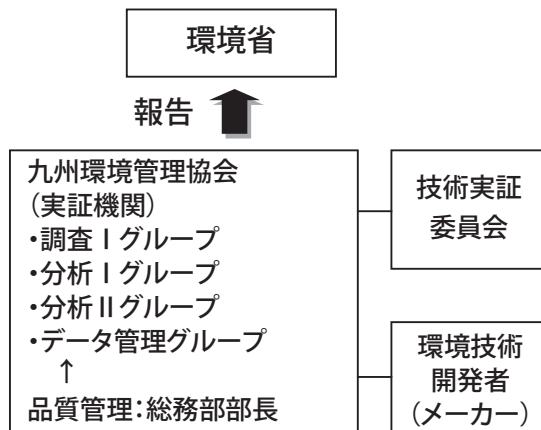 環境省
報告
九州環境管理協会
(実証機関)
・調査Ⅰグループ
・分析Ⅰグループ
・分析Ⅱグループ
・データ管理グループ
↑
品質管理:総務部部長
技術実証
委員会
環境技術
開発者
(メーカー)